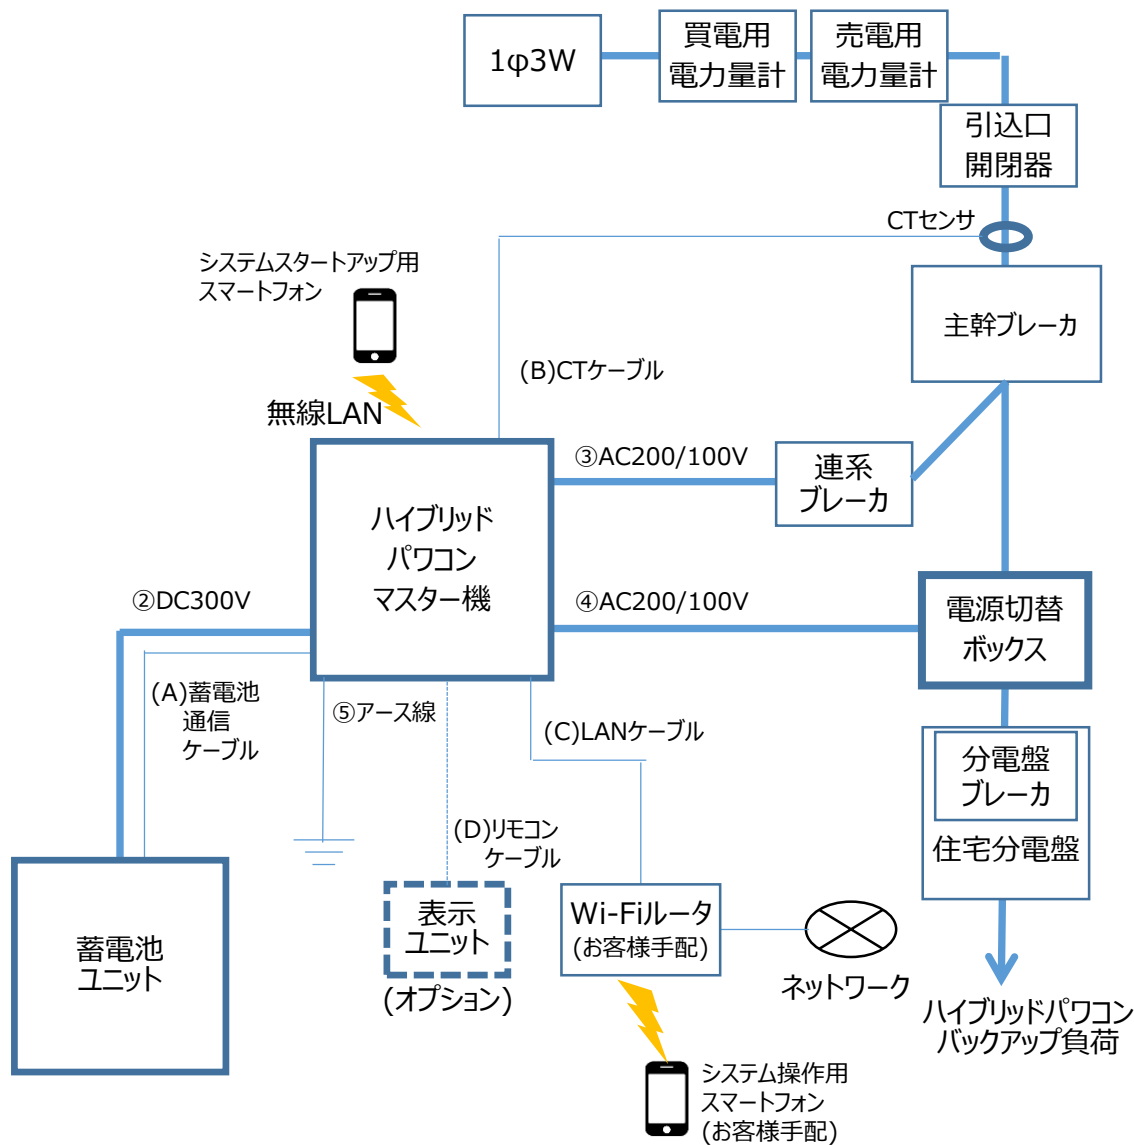 1φ3W
買電用
電力量計
売電用
電力量計
引込口
開閉器
CTセンサ
システムスタートアップ用
スマートフォン
主幹ブレーカ
(B)CTケーブル
無線LAN
③AC200/100V
連系
ブレーカ
ハイブリッド
パワコン
マスター機
②DC300V
④AC200/100V
電源切替
ボックス
(A)蓄電池
通信
ケーブル
⑤アース線
(C)LANケーブル
分電盤
ブレーカ
住宅分電盤
(D)リモコン
ケーブル
表示
ユニット
(オプション)
Wi-Fiルータ
(お客様手配)
蓄電池
ユニット
ネットワーク
ハイブリッドパワコン
バックアップ負荷
システム操作用
スマートフォン
(お客様手配)